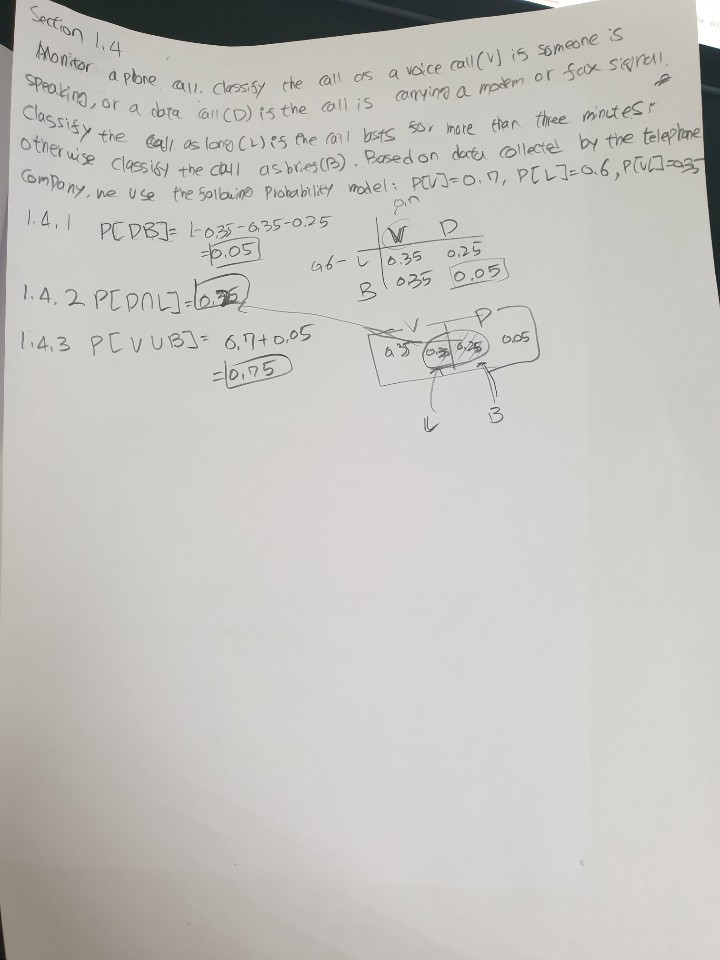 Section 1.4
Monitor a phone call. Classify the call as a voice call (V) is someone is
speaking, or a data call (D) is the call is carrying a modem or fax signal.
Classify the call as long (L) is the call lasts for more than three minutes;
otherwise classify the call as brief (B). Based on data collected by the telephone
Company, we use the following Probability model: P[V]=0.7, P[L]=0.6, P[VL]=0.35
1.4.1 P[DB]= 1-0.35-0.35-0.25
=0.05
0.7
V D
0.6- L 0.35 0.25
B 0.35 0.05
1.4.2 P[D∩L]=
1.4.3 P[V∪B]= 0.7+0.05
=0.75
V D
0.35 0.35 0.25 0.05
L B